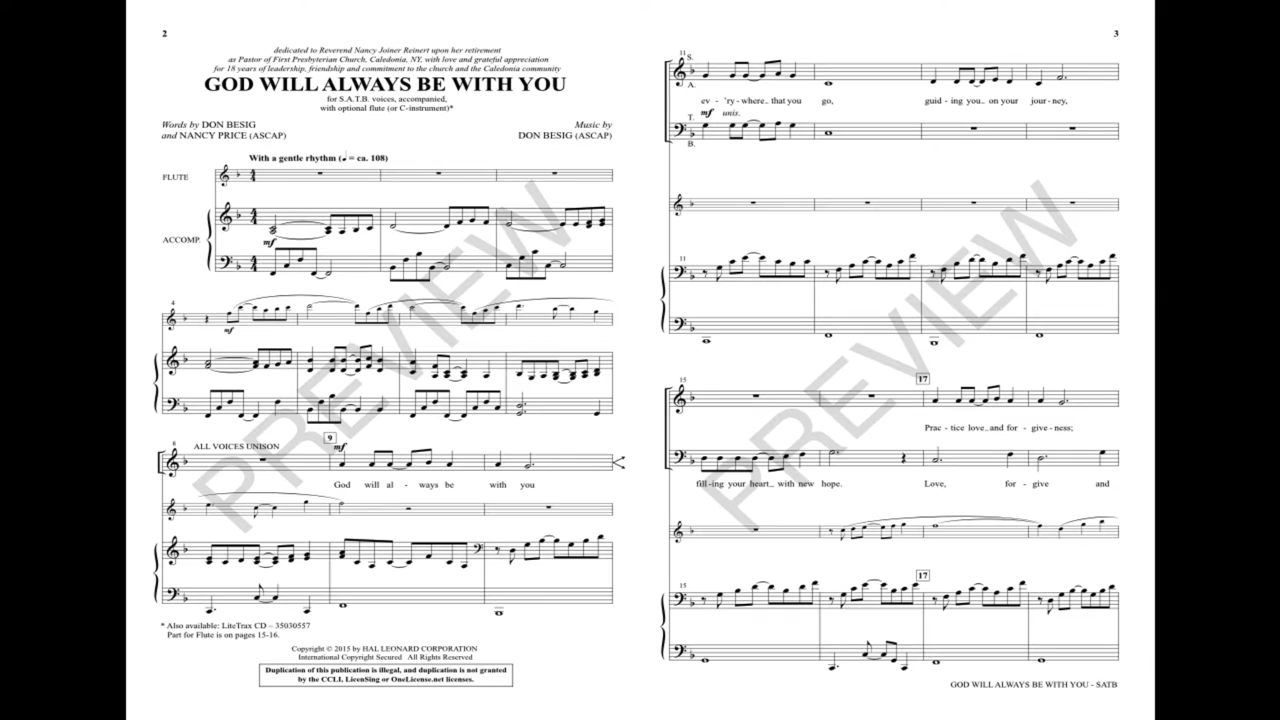 2
dedicated to Reverend Nancy Joiner Reinert upon her retirement
as Pastor of First Presbyterian Church, Caledonia, NY, with love and grateful appreciation
for 18 years of leadership, friendship and commitment to the church and the Caledonia community
GOD WILL ALWAYS BE WITH YOU
for S.A.T.B. voices, accompanied,
with optional flute (or C-instrument)*
Words by DON BESIG
and NANCY PRICE (ASCAP)
Music by
DON BESIG (ASCAP)
With a gentle rhythm (♩ = ca. 108)
FLUTE
ACCOMP.
mf
4
mf
8
ALL VOICES UNISON
9
mf
God will al - ways be with you
* Also available: LiteTrax CD – 35030557
Part for Flute is on pages 15-16.
Copyright © 2015 by HAL LEONARD CORPORATION
International Copyright Secured All Rights Reserved
Duplication of this publication is illegal, and duplication is not granted
by the CCLI, LicenSing or OneLicense.net licenses.
PREVIEW
3
11
S.
A.
ev - 'ry - where_ that you go, guid - ing you_ on your jour - ney,
mf unis.
T.
B.
11
15
17
Prac - tice love_ and for - give - ness;
fill - ing your heart_ with new hope. Love, for - give and
15
17
GOD WILL ALWAYS BE WITH YOU - SATB
PREVIEW